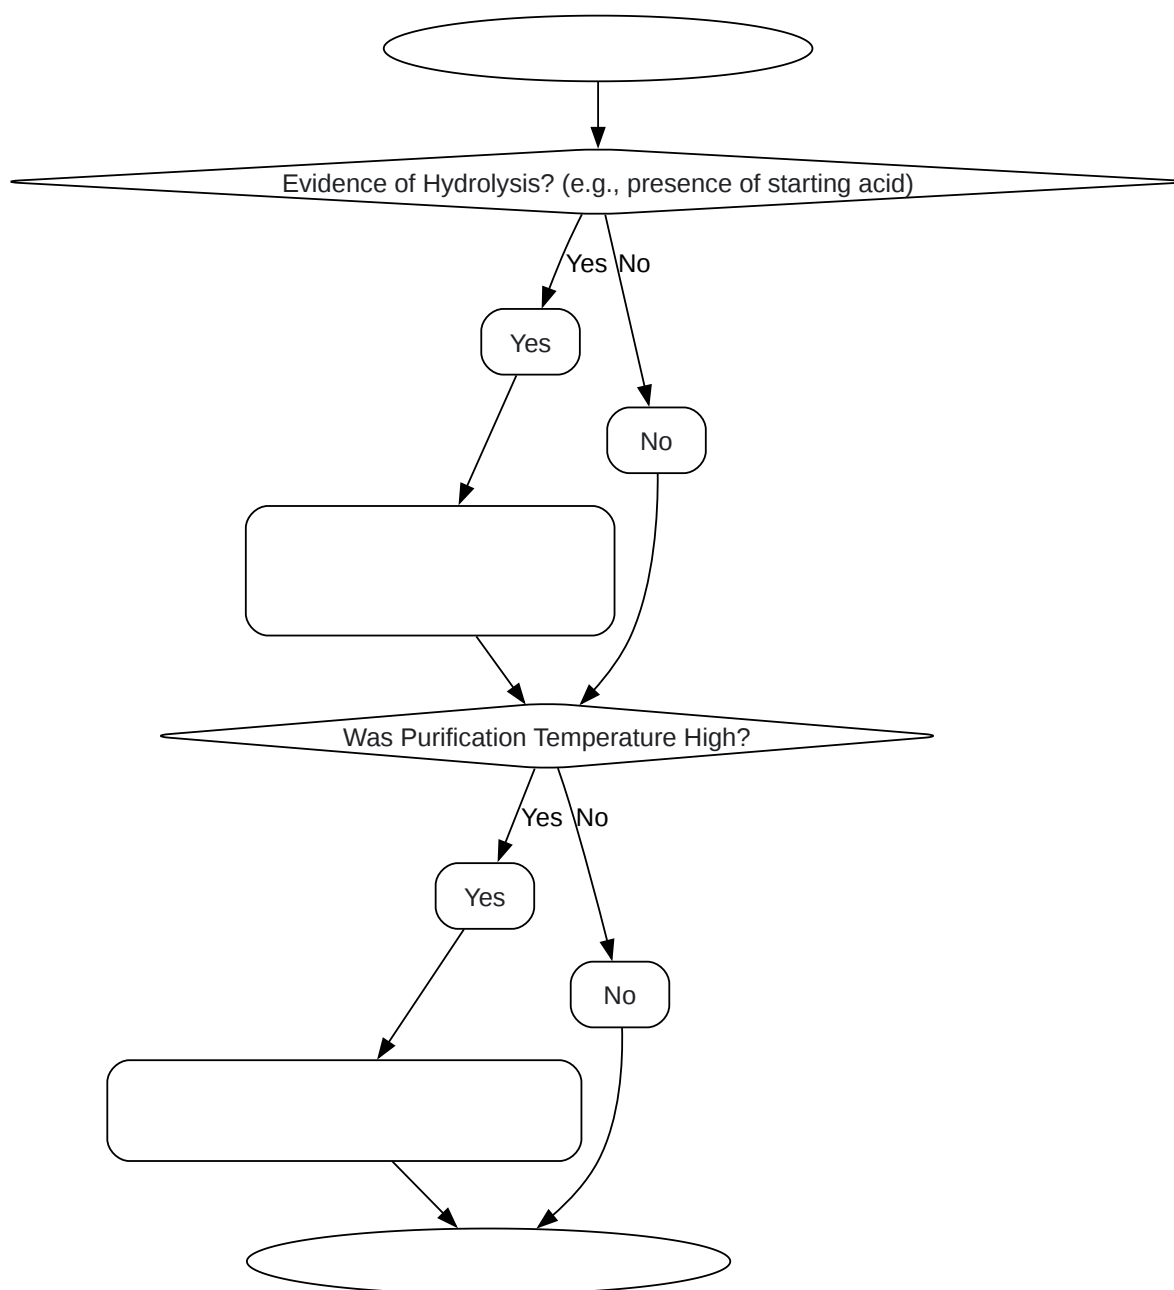 Evidence of Hydrolysis? (e.g., presence of starting acid)
Yes No
Yes
No
Was Purification Temperature High?
Yes No
Yes
No